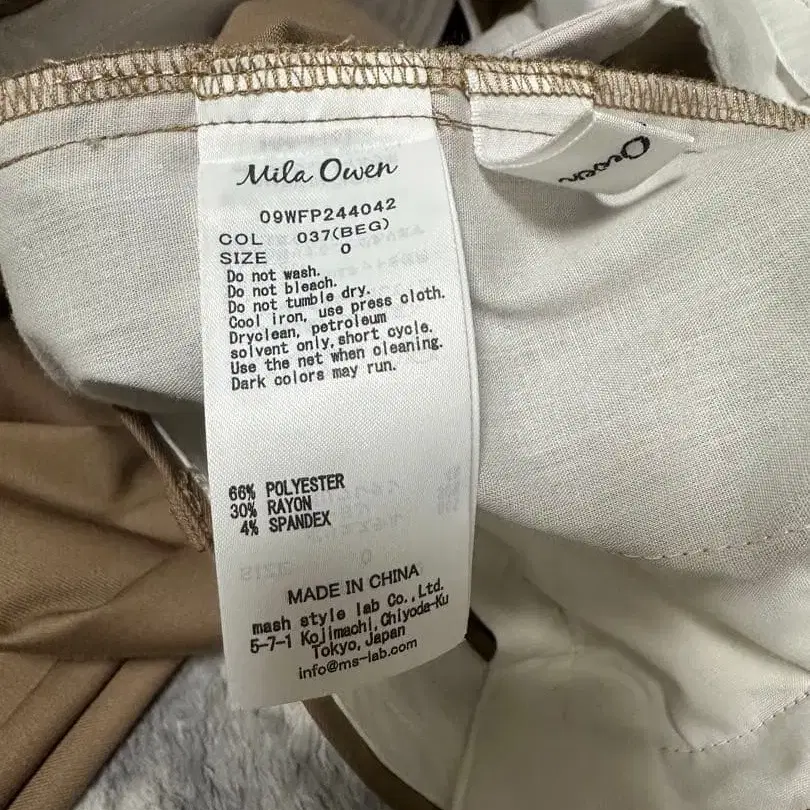 Mila Owen
09WFP244042
COL 037(BEG)
SIZE 0
Do not wash.
Do not bleach.
Do not tumble dry.
Cool iron, use press cloth.
Dryclean, petroleum
solvent only, short cycle.
Use the net when cleaning.
Dark colors may run.
66% POLYESTER
30% RAYON
4% SPANDEX
MADE IN CHINA
mash style lab Co., Ltd.
5-7-1 Kojimachi, Chiyoda-Ku
Tokyo, Japan
info@ms-lab.com
Owen